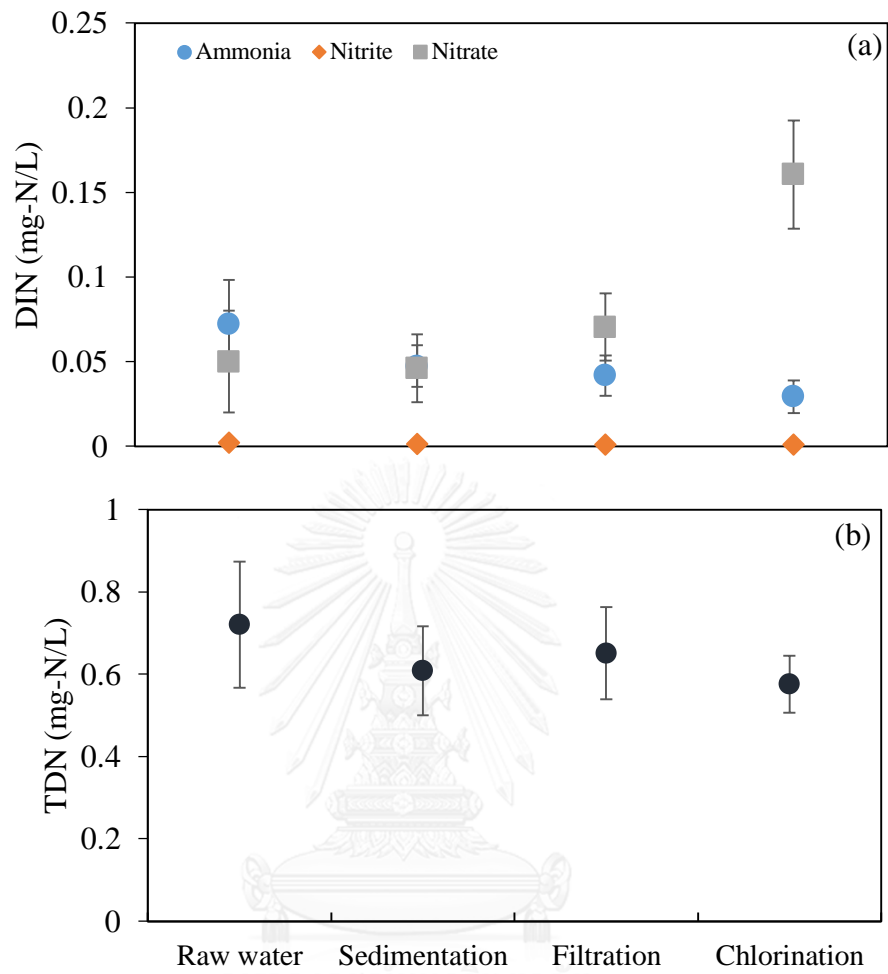 (a)
Ammonia Nitrite Nitrate
0.25
0.2
0.15
0.1
0.05
0
DIN (mg-N/L)
(b)
1
0.8
0.6
0.4
0.2
0
TDN (mg-N/L)
Raw water Sedimentation Filtration Chlorination